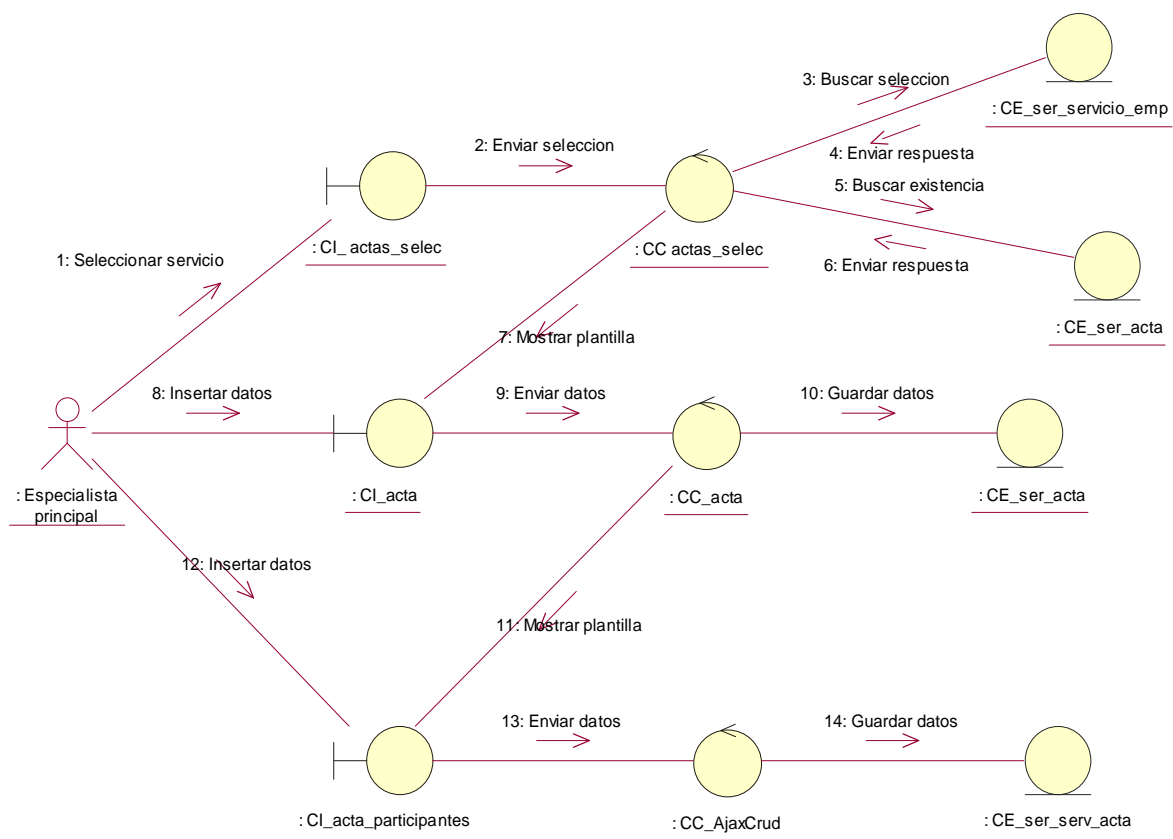 3: Buscar seleccion
: CE_ser_servicio_emp
2: Enviar seleccion
4: Enviar respuesta
5: Buscar existencia
: CI_ actas_selec
: CC actas_selec
1: Seleccionar servicio
6: Enviar respuesta
: CE_ser_acta
7: Mostrar plantilla
8: Insertar datos
9: Enviar datos
10: Guardar datos
: Especialista
principal
: CI_acta
: CC_acta
: CE_ser_acta
12: Insertar datos
11: Mostrar plantilla
13: Enviar datos
14: Guardar datos
: CI_acta_participantes
: CC_AjaxCrud
: CE_ser_serv_acta